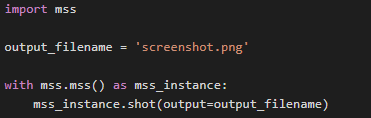 import mss

output_filename = 'screenshot.png'

with mss.mss() as mss_instance:
    mss_instance.shot(output=output_filename)